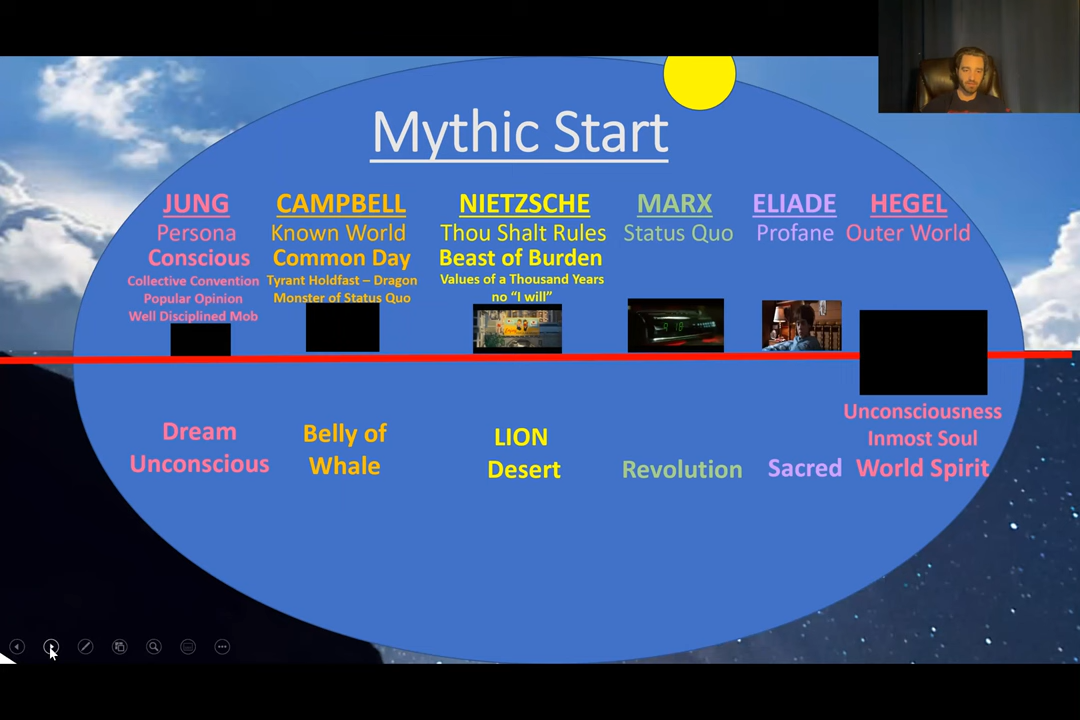 Mythic Start
JUNG
Persona
Conscious
Collective Convention
Popular Opinion
Well Disciplined Mob
CAMPBELL
Known World
Common Day
Tyrant Holdfast – Dragon
Monster of Status Quo
NIETZSCHE
Thou Shalt Rules
Beast of Burden
Values of a Thousand Years
no “I will”
MARX
Status Quo
ELIADE
Profane
HEGEL
Outer World
9:18
Dream
Unconscious
Belly of
Whale
LION
Desert
Revolution
Sacred
Unconsciousness
Inmost Soul
World Spirit